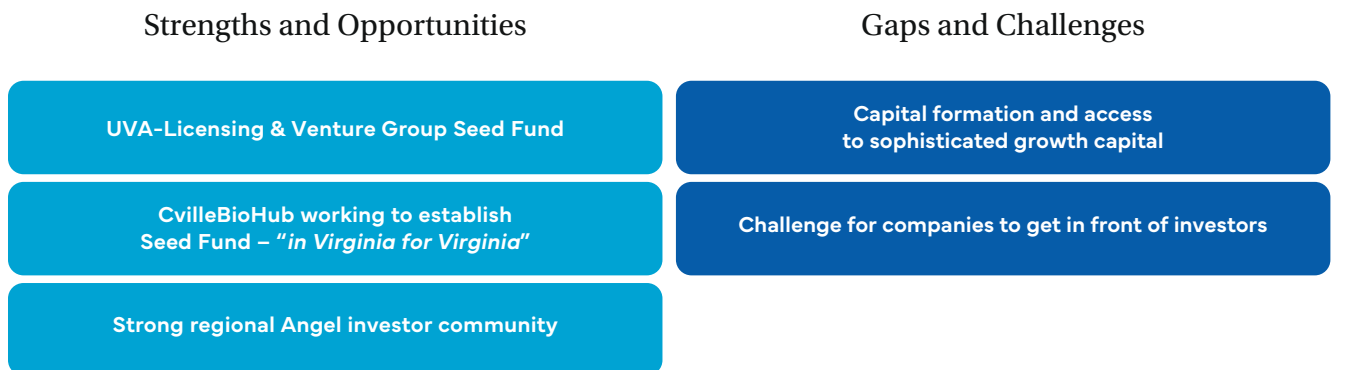 Strengths and Opportunities
UVA-Licensing & Venture Group Seed Fund
CvilleBioHub working to establish
Seed Fund – “in Virginia for Virginia”
Strong regional Angel investor community
Gaps and Challenges
Capital formation and access
to sophisticated growth capital
Challenge for companies to get in front of investors